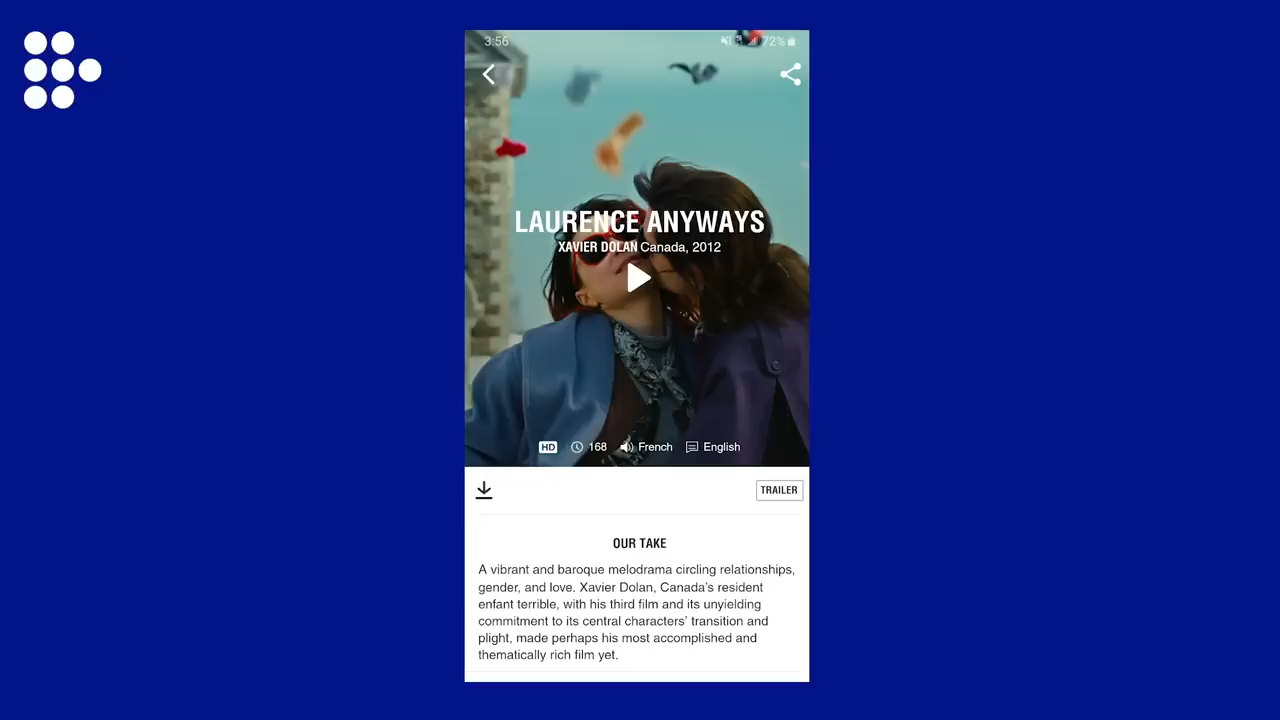 3:56
72%
LAURENCE ANYWAYS
XAVIER DOLAN Canada, 2012
HD 168 French English
TRAILER
OUR TAKE
A vibrant and baroque melodrama circling relationships,
gender, and love. Xavier Dolan, Canada's resident
enfant terrible, with his third film and its unyielding
commitment to its central characters' transition and
plight, made perhaps his most accomplished and
thematically rich film yet.